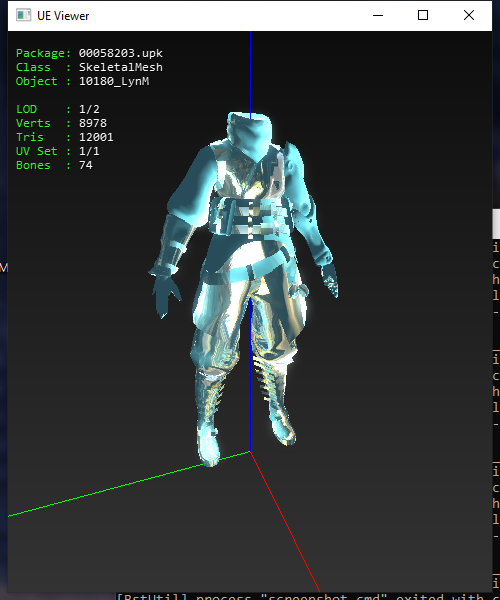 UE Viewer
Package: 00058203.upk
Class  : SkeletalMesh
Object : 10180_LynM
LOD    : 1/2
Verts  : 8978
Tris   : 12001
UV Set : 1/1
Bones  : 74
M
i
c
h
l
-
i
c
h
l
-
i
c
h
l
-
i
[BstUtil] process "screenshot.cmd" exited with c